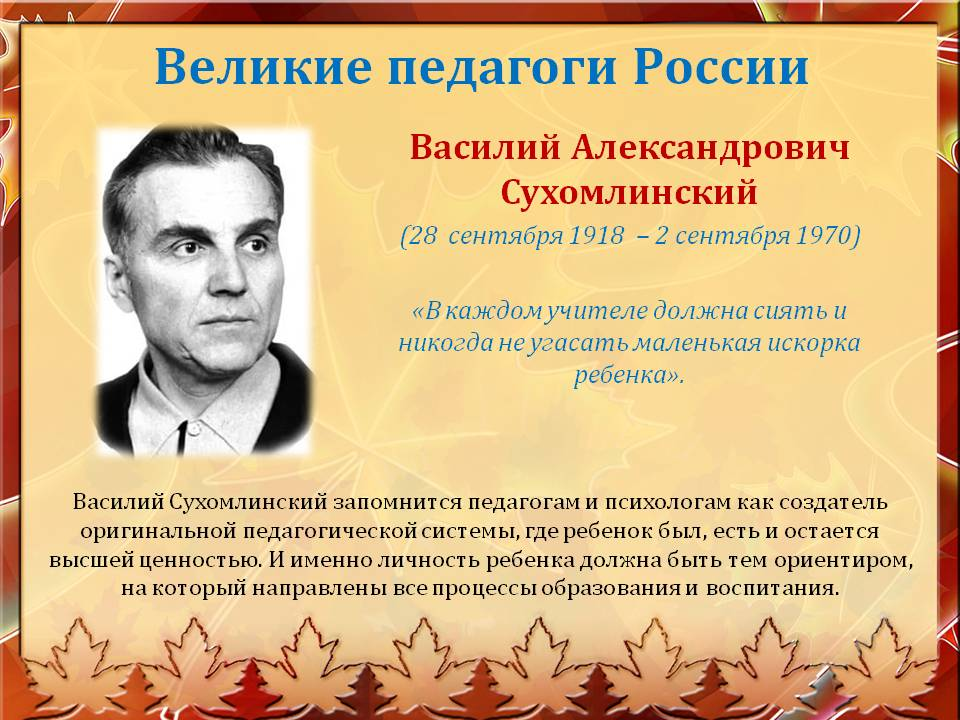 Великие педагоги России
Василий Александрович
Сухомлинский
(28 сентября 1918 – 2 сентября 1970)
«В каждом учителе должна сиять и
никогда не угасать маленькая искорка
ребенка».
Василий Сухомлинский запомнится педагогам и психологам как создатель
оригинальной педагогической системы, где ребенок был, есть и остается
высшей ценностью. И именно личность ребенка должна быть тем ориентиром,
на который направлены все процессы образования и воспитания.